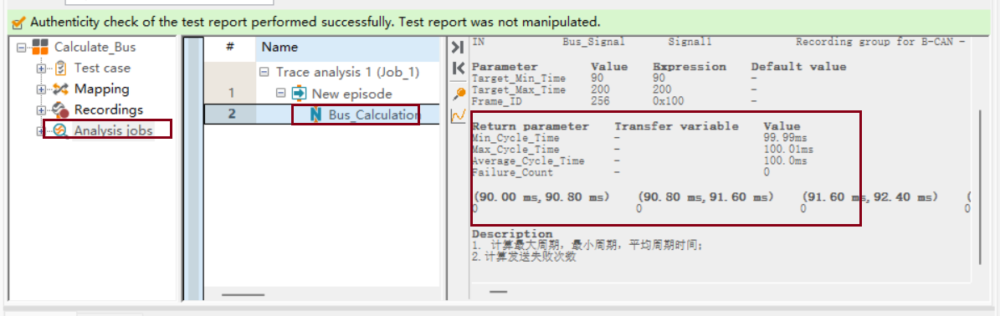 Authenticity check of the test report performed successfully. Test report was not manipulated.
Calculate_Bus
Test case
Mapping
Recordings
Analysis jobs
# Name
Trace analysis 1 (Job_1)
1 New episode
2 Bus_Calculation
IN Bus_Signal Signal1 Recording group for B-CAN -
Parameter Value Expression Default value
Target_Min_Time 90 90 -
Target_Max_Time 200 200 -
Frame_ID 256 0x100 -
Return parameter Transfer variable Value
Min_Cycle_Time - 99.99ms
Max_Cycle_Time - 100.01ms
Average_Cycle_Time - 100.0ms
Failure_Count - 0
(90.00 ms,90.80 ms) (90.80 ms,91.60 ms) (91.60 ms,92.40 ms) (
0 0 0 0
Description
1. 计算最大周期，最小周期，平均周期时间;
2.计算发送失败次数